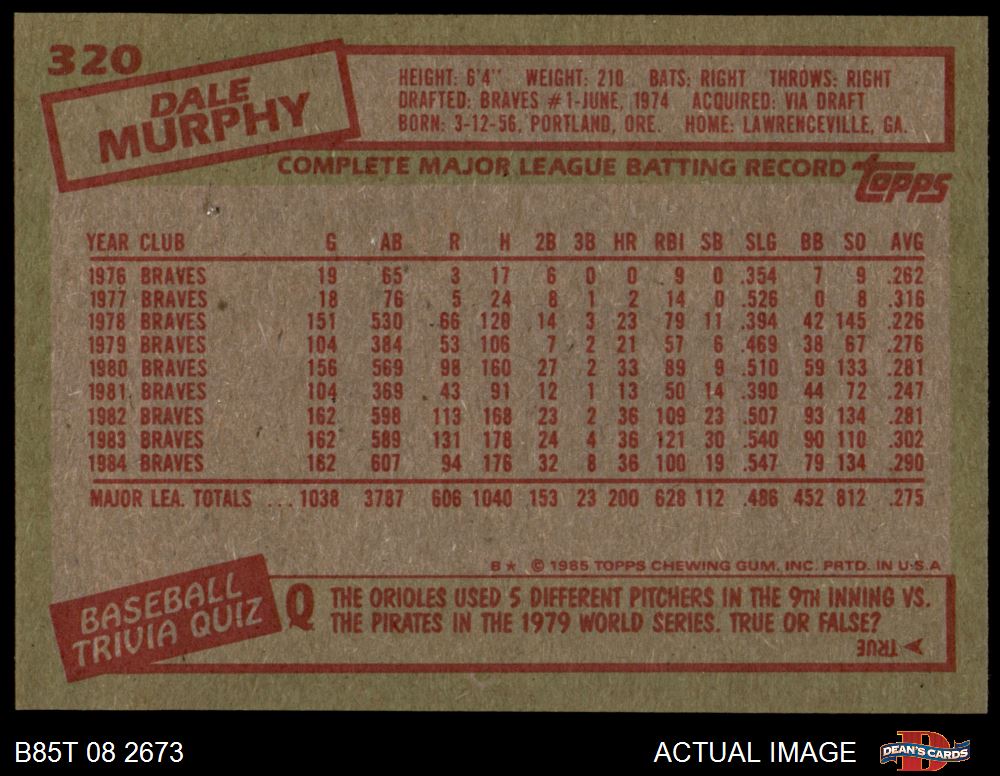 320
DALE
MURPHY
HEIGHT: 6'4" WEIGHT: 210 BATS: RIGHT THROWS: RIGHT
DRAFTED: BRAVES #1-JUNE, 1974 ACQUIRED: VIA DRAFT
BORN: 3-12-56, PORTLAND, ORE. HOME: LAWRENCEVILLE, GA.
COMPLETE MAJOR LEAGUE BATTING RECORD topps
YEAR CLUB G AB R H 2B 3B HR RBI SB SLG BB SO AVG
1976 BRAVES 19 65 3 17 6 0 0 9 0 .354 7 9 .262
1977 BRAVES 18 76 5 24 8 1 2 14 0 .526 0 8 .316
1978 BRAVES 151 530 66 120 14 3 23 79 11 .394 42 145 .226
1979 BRAVES 104 384 53 106 7 2 21 57 6 .469 38 67 .276
1980 BRAVES 156 569 98 160 27 2 33 89 9 .510 59 133 .281
1981 BRAVES 104 369 43 91 12 1 13 50 14 .390 44 72 .247
1982 BRAVES 162 598 113 168 23 2 36 109 23 .507 93 134 .281
1983 BRAVES 162 589 131 178 24 4 36 121 30 .540 90 110 .302
1984 BRAVES 162 607 94 176 32 8 36 100 19 .547 79 134 .290
MAJOR LEA. TOTALS ... 1038 3787 606 1040 153 23 200 628 112 .486 452 812 .275
B★ © 1985 TOPPS CHEWING GUM, INC. PRTD. IN U.S.A
BASEBALL
TRIVIA QUIZ
Q THE ORIOLES USED 5 DIFFERENT PITCHERS IN THE 9TH INNING VS.
THE PIRATES IN THE 1979 WORLD SERIES. TRUE OR FALSE?
TRUE
B85T 08 2673 ACTUAL IMAGE DEAN'S CARDS